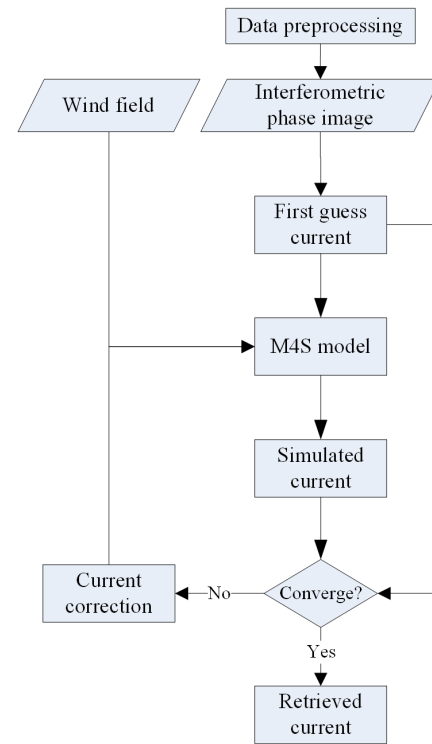 Data preprocessing
Wind field
Interferometric
phase image
First guess
current
M4S model
Simulated
current
Current
correction
No
Converge?
Yes
Retrieved
current